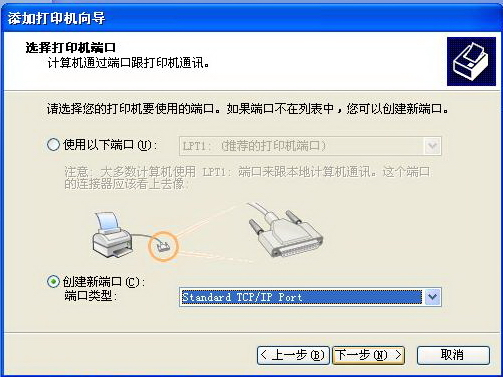 添加打印机向导
选择打印机端口
计算机通过端口跟打印机通讯。
请选择您的打印机要使用的端口。如果端口不在列表中，您可以创建新端口。
使用以下端口(U): LPT1: (推荐的打印机端口)
注意: 大多数计算机使用 LPT1: 端口来跟本地计算机通讯。这个端口
的连接器应该看上去像:
创建新端口(C):
端口类型: Standard TCP/IP Port
< 上一步(B) 下一步(N) > 取消